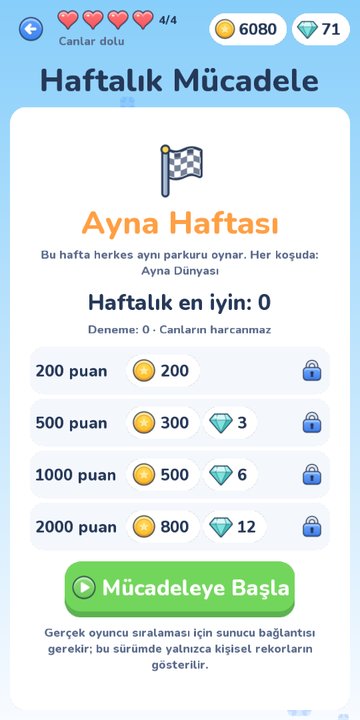 4/4
Canlar dolu
6080
71
Haftalık Mücadele
Ayna Haftası
Bu hafta herkes aynı parkuru oynar. Her koşuda:
Ayna Dünyası
Haftalık en iyin: 0
Deneme: 0 · Canların harcanmaz
200 puan 200
500 puan 300 3
1000 puan 500 6
2000 puan 800 12
Mücadeleye Başla
Gerçek oyuncu sıralaması için sunucu bağlantısı
gerekir; bu sürümde yalnızca kişisel rekorların
gösterilir.